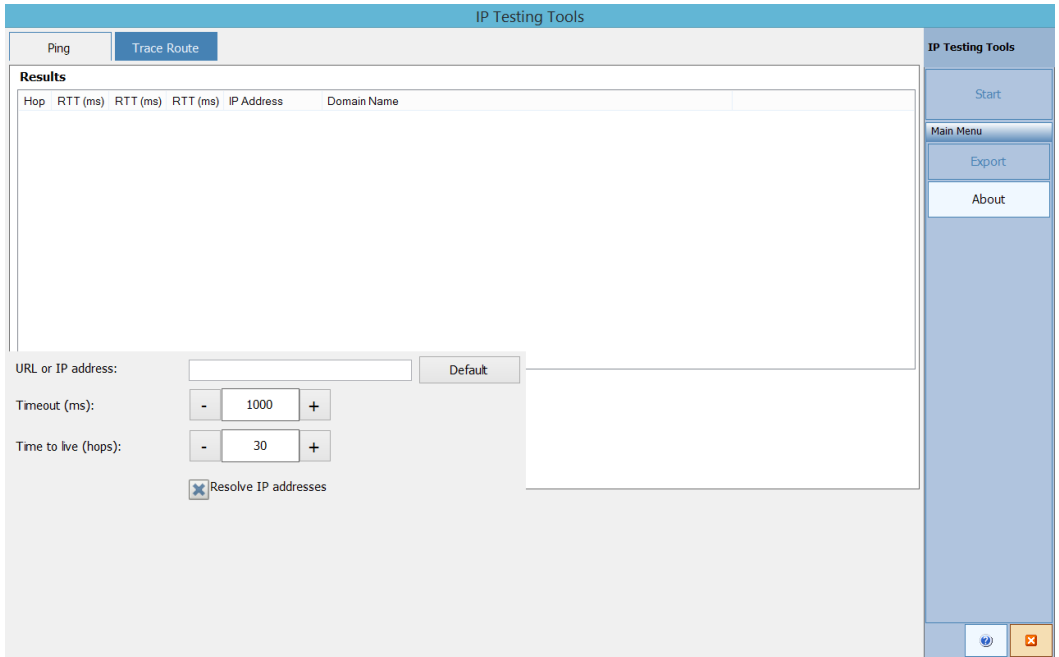 IP Testing Tools
Ping
Trace Route
IP Testing Tools
Results
Hop RTT (ms) RTT (ms) RTT (ms) IP Address Domain Name
Start
Main Menu
Export
About
URL or IP address:
Default
Timeout (ms):
- 1000 +
Time to live (hops):
- 30 +
Resolve IP addresses